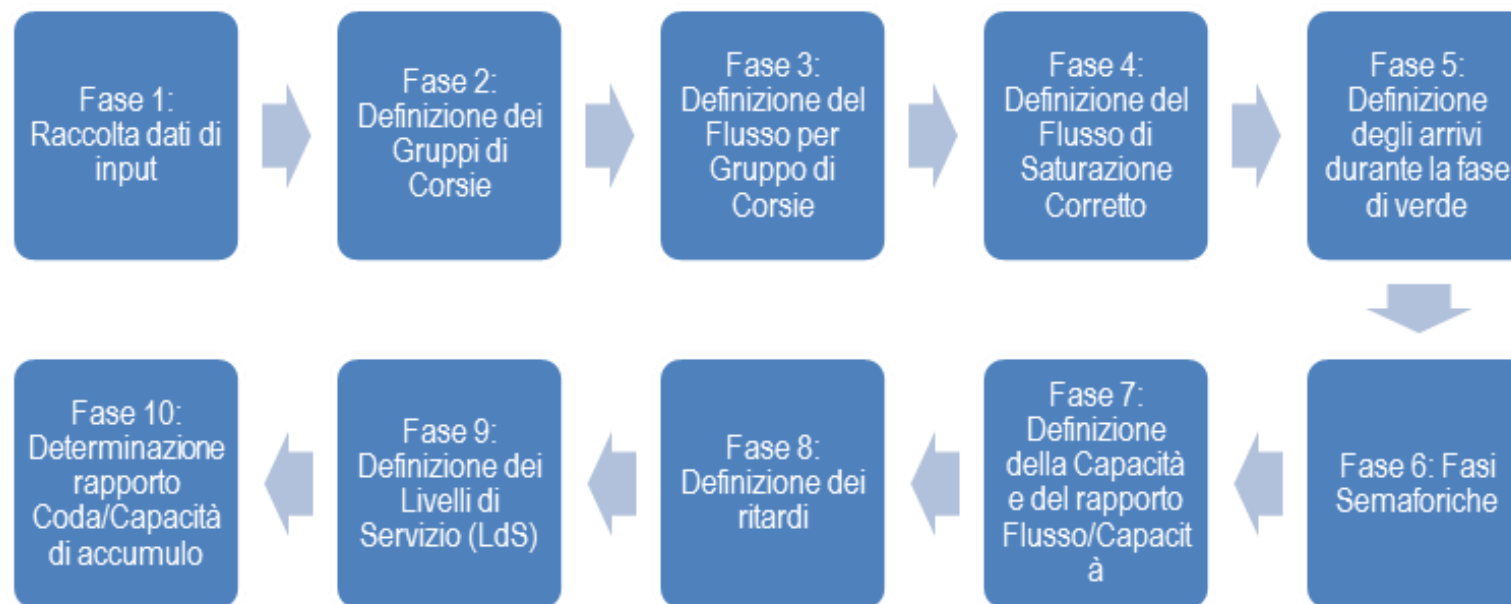 Fase 1:
Raccolta dati di
input
Fase 2:
Definizione dei
Gruppi di
Corsie
Fase 3:
Definizione del
Flusso per
Gruppo di
Corsie
Fase 4:
Definizione del
Flusso di
Saturazione
Corretto
Fase 5:
Definizione
degli arrivi
durante la fase
di verde
Fase 6: Fasi
Semaforiche
Fase 7:
Definizione
della Capacità
e del rapporto
Flusso/Capacit
à
Fase 8:
Definizione dei
ritardi
Fase 9:
Definizione dei
Livelli di
Servizio (LdS)
Fase 10:
Determinazione
rapporto
Coda/Capacità
di accumulo